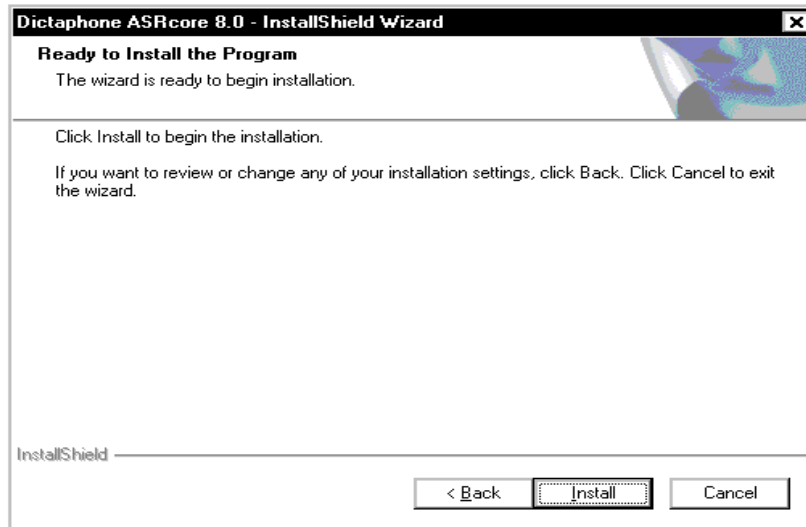 Dictaphone ASRcore 8.0 - InstallShield Wizard
Ready to Install the Program
The wizard is ready to begin installation.
Click Install to begin the installation.
If you want to review or change any of your installation settings, click Back. Click Cancel to exit
the wizard.
InstallShield
< Back Install Cancel